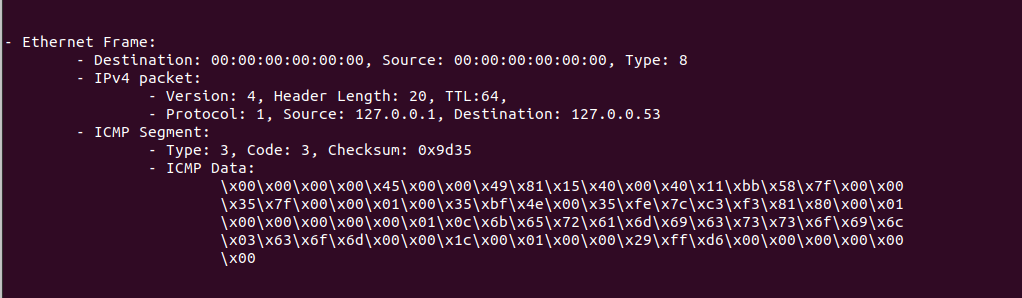 - Ethernet Frame:
- Destination: 00:00:00:00:00:00, Source: 00:00:00:00:00:00, Type: 8
- IPv4 packet:
- Version: 4, Header Length: 20, TTL:64,
- Protocol: 1, Source: 127.0.0.1, Destination: 127.0.0.53
- ICMP Segment:
- Type: 3, Code: 3, Checksum: 0x9d35
- ICMP Data:
\x00\x00\x00\x00\x45\x00\x00\x49\x81\x15\x40\x00\x40\x11\xbb\x58\x7f\x00\x00
\x35\x7f\x00\x00\x01\x00\x35\xbf\x4e\x00\x35\xfe\x7c\xc3\xf3\x81\x80\x00\x01
\x00\x00\x00\x00\x00\x01\x0c\x6b\x65\x72\x61\x6d\x69\x63\x73\x73\x6f\x69\x6c
\x03\x63\x6f\x6d\x00\x00\x1c\x00\x01\x00\x00\x29\xff\xd6\x00\x00\x00\x00\x00
\x00